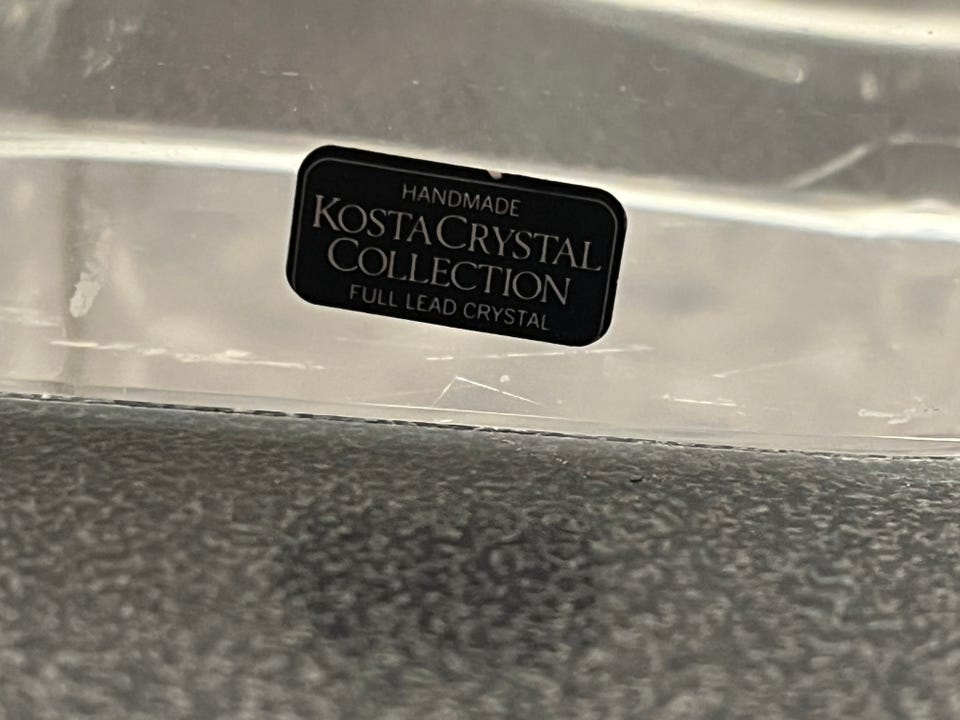 HANDMADE
KOSTA CRYSTAL
COLLECTION
FULL LEAD CRYSTAL